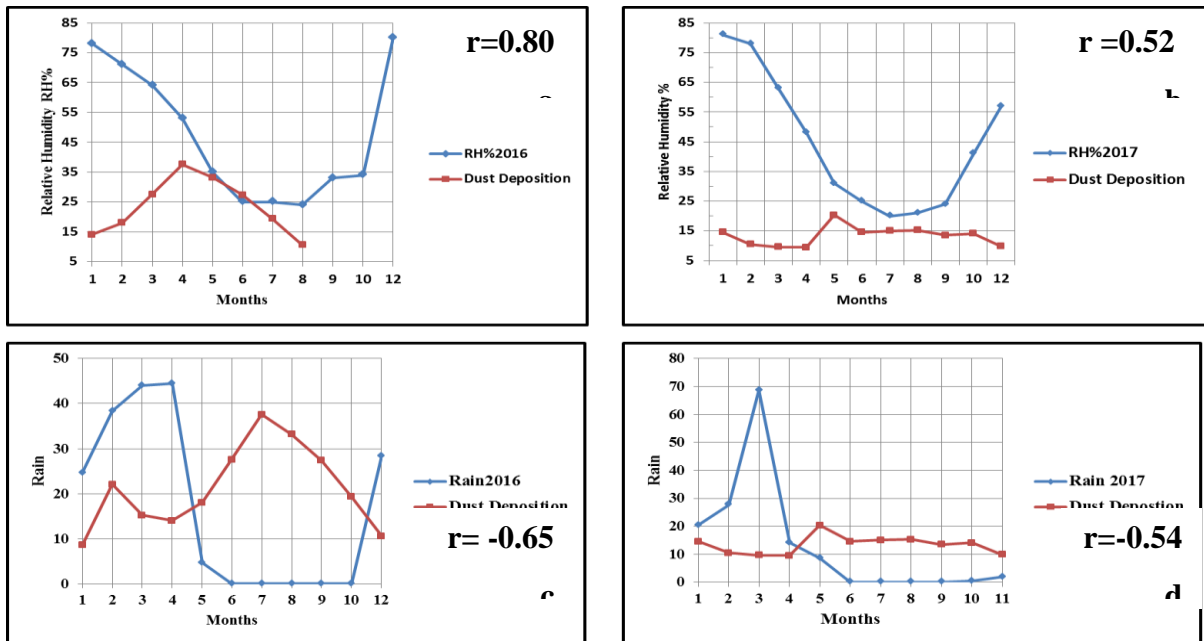 85
75
65
55
45
35
25
15
5
Relative Humidity RH%
1 2 3 4 5 6 7 8 9 10 12
Months
RH%2016
Dust Deposition
r=0.80
85
75
65
55
45
35
25
15
5
Relative Humidity %
1 2 3 4 5 6 7 8 9 10 12
Months
RH%2017
Dust Deposition
r =0.52
50
40
30
20
10
0
Rain
1 2 3 4 5 6 7 8 9 10 12
Months
Rain2016
Dust Deposition
r= -0.65
c
80
70
60
50
40
30
20
10
0
Rain
1 2 3 4 5 6 7 8 9 10 11
Months
Rain 2017
Dust Deposition
r=-0.54
d